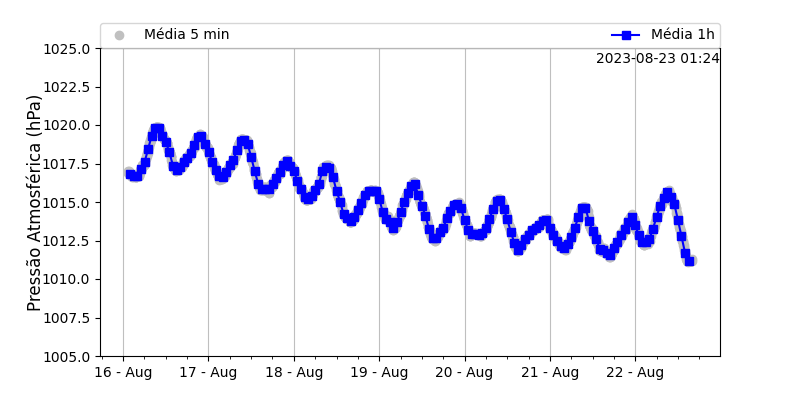 Média 5 min
Média 1h
2023-08-23 01:24
Pressão Atmosférica (hPa)
1025.0
1022.5
1020.0
1017.5
1015.0
1012.5
1010.0
1007.5
1005.0
16 - Aug
17 - Aug
18 - Aug
19 - Aug
20 - Aug
21 - Aug
22 - Aug